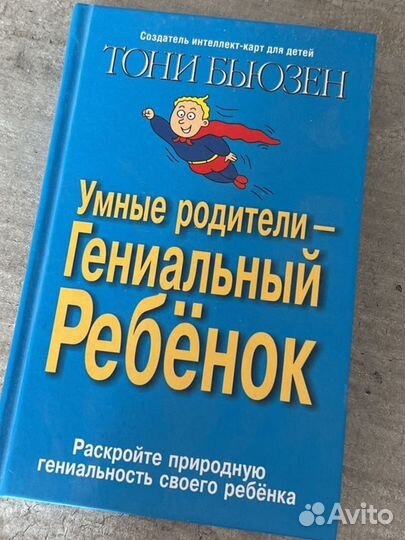 Создатель интеллект-карт для детей
ТОНИ БЬЮЗЕН
Умные родители –
Гениальный
Ребёнок
Раскройте природную
гениальность своего ребёнка
Avito